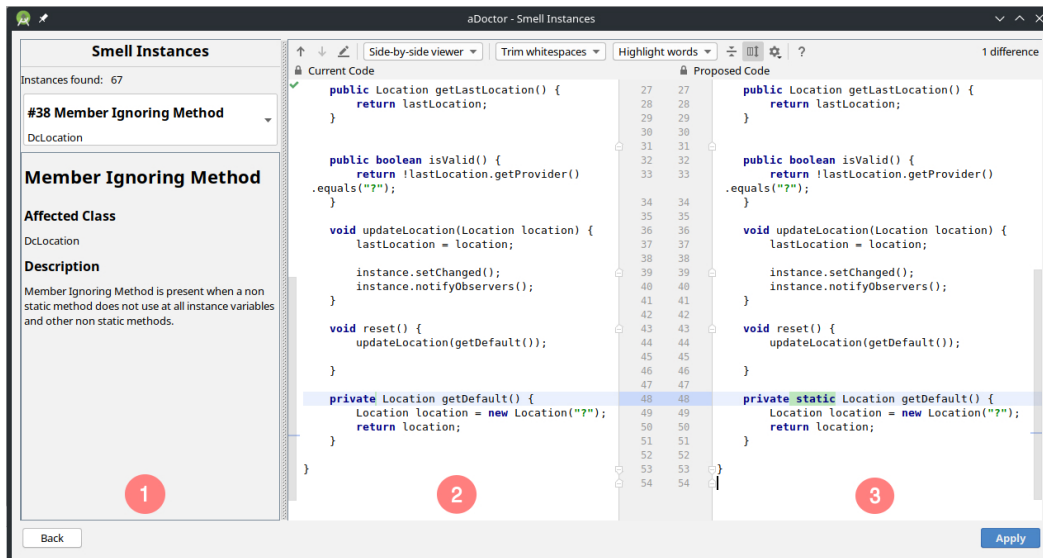 aDoctor - Smell Instances
Smell Instances
Instances found: 67
#38 Member Ignoring Method
DcLocation
Member Ignoring Method
Affected Class
DcLocation
Description
Member Ignoring Method is present when a non
static method does not use at all instance variables
and other non static methods.
1
Side-by-side viewer
Trim whitespaces
Highlight words
?
1 difference
Current Code
Proposed Code
public Location getLastLocation() { 27 27 public Location getLastLocation() {
return lastLocation; 28 28 return lastLocation;
} 29 29 }
30 30
31 31
public boolean isValid() { 32 32 public boolean isValid() {
return !lastLocation.getProvider() 33 33 return !lastLocation.getProvider()
.equals("?"); .equals("?");
} 34 34 }
35 35
void updateLocation(Location location) { 36 36 void updateLocation(Location location) {
lastLocation = location; 37 37 lastLocation = location;
38 38
instance.setChanged(); 39 39 instance.setChanged();
instance.notifyObservers(); 40 40 instance.notifyObservers();
} 41 41 }
42 42
void reset() { 43 43 void reset() {
updateLocation(getDefault()); 44 44 updateLocation(getDefault());
45 45
} 46 46 }
47 47
private Location getDefault() { 48 48 private static Location getDefault() {
Location location = new Location("?"); 49 49 Location location = new Location("?");
return location; 50 50 return location;
} 51 51 }
52 52
} 53 53 }
54 54
2
3
Back
Apply